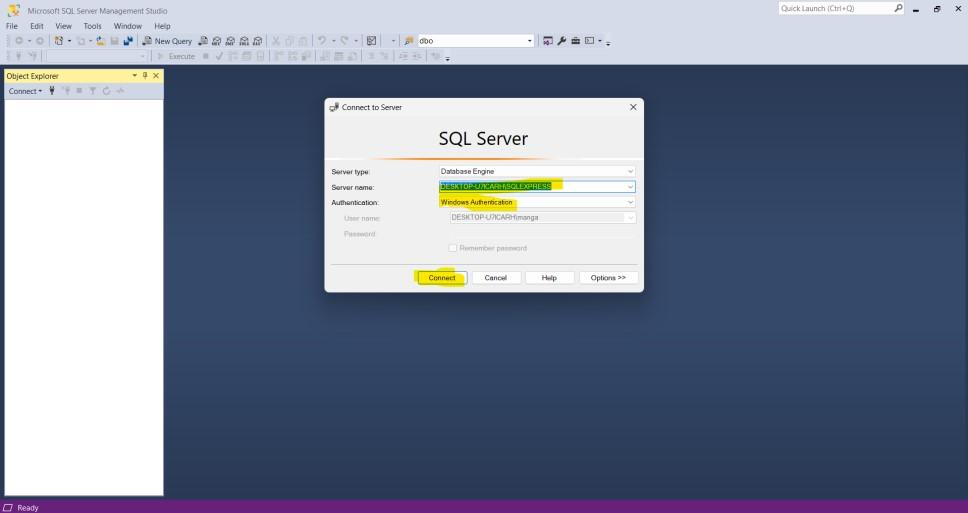 Microsoft SQL Server Management Studio
Quick Launch (Ctrl+Q)
File Edit View Tools Window Help
New Query
dbo
Execute
Object Explorer
Connect
Connect to Server
SQL Server
Server type: Database Engine
Server name: DESKTOP-U7ICARH\SQLEXPRESS
Authentication: Windows Authentication
User name: DESKTOP-U7ICARH\manga
Password:
Remember password
Connect Cancel Help Options >>
Ready